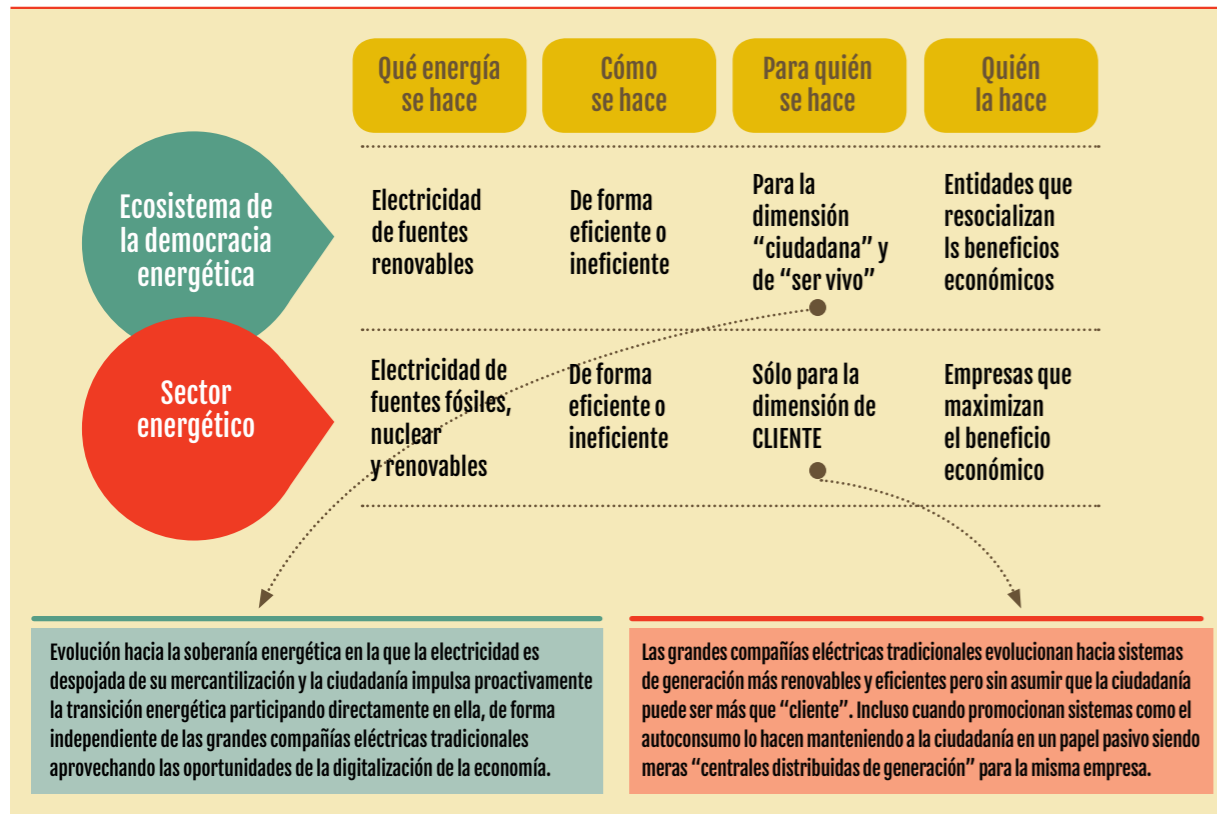 Qué energía
se hace
Cómo
se hace
Para quién
se hace
Quién
la hace
Ecosistema de
la democracia
energética
Electricidad
de fuentes
renovables
De forma
eficiente o
ineficiente
Para la
dimensión
“ciudadana” y
de “ser vivo”
Entidades que
resocializan
ls beneficios
económicos
Sector
energético
Electricidad de
fuentes fósiles,
nuclear
y renovables
De forma
eficiente o
ineficiente
Sólo para la
dimensión de
CLIENTE
Empresas que
maximizan
el beneficio
económico
Evolución hacia la soberanía energética en la que la electricidad es
despojada de su mercantilización y la ciudadanía impulsa proactivamente
la transición energética participando directamente en ella, de forma
independiente de las grandes compañías eléctricas tradicionales
aprovechando las oportunidades de la digitalización de la economía.
Las grandes compañías eléctricas tradicionales evolucionan hacia sistemas
de generación más renovables y eficientes pero sin asumir que la ciudadanía
puede ser más que “cliente”. Incluso cuando promocionan sistemas como el
autoconsumo lo hacen manteniendo a la ciudadanía en un papel pasivo siendo
meras “centrales distribuidas de generación” para la misma empresa.